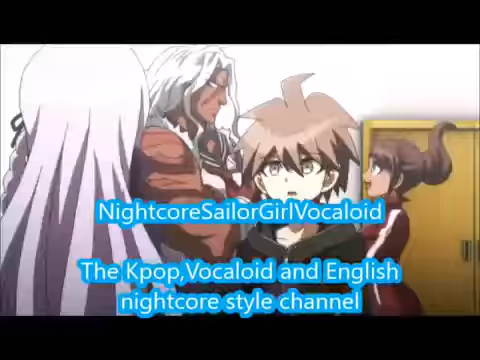 NightcoreSailorGirlVocaloid
The Kpop,Vocaloid and English
nightcore style channel